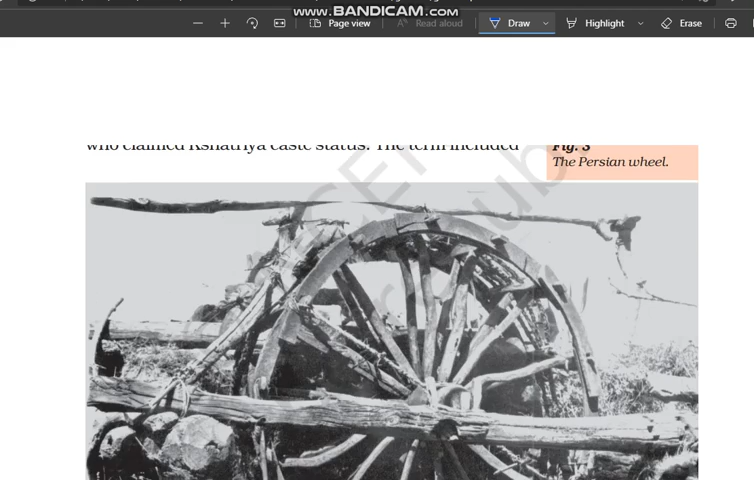 www.BANDICAM.com
Page view
Read aloud
Draw
Highlight
Erase
who claimed Kshatriya caste status. The term included
Fig. 3
The Persian wheel.